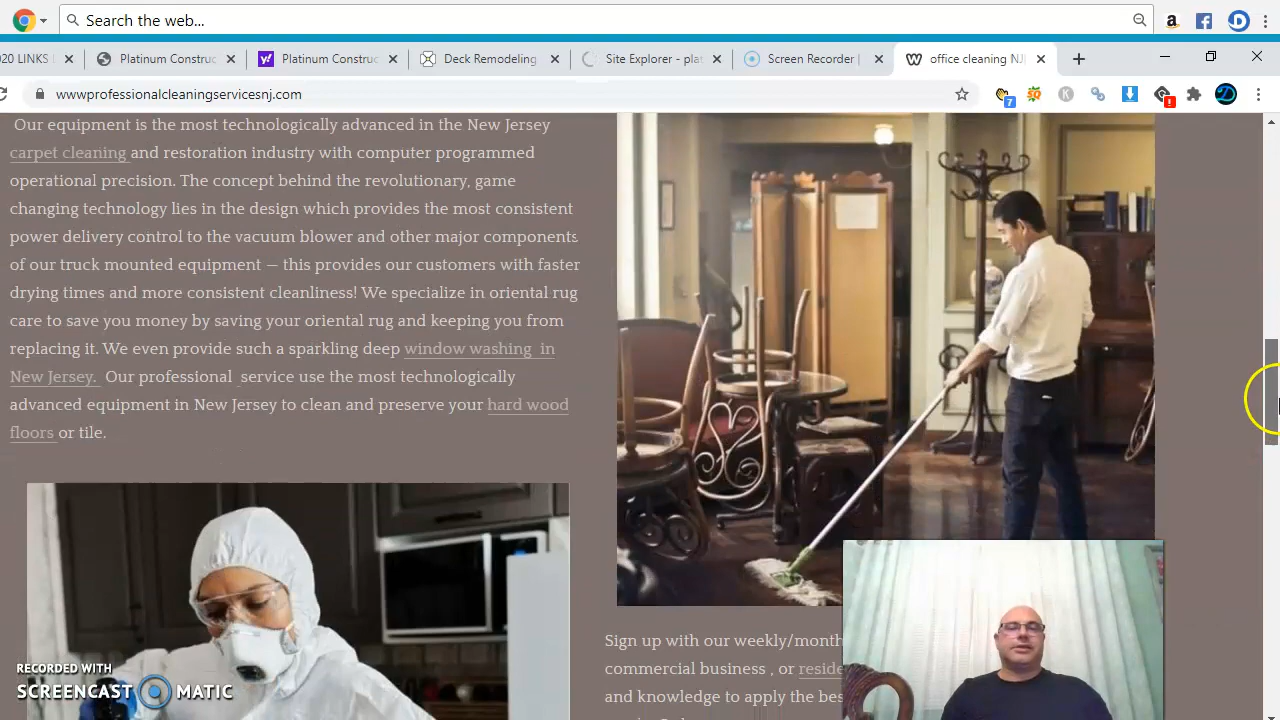 Search the web...
020 LINKS
Platinum Construc
Platinum Construc
Deck Remodeling
Site Explorer - plat
Screen Recorder |
office cleaning NJ|
wwwprofessionalcleaningservicesnj.com
7
Our equipment is the most technologically advanced in the New Jersey
carpet cleaning and restoration industry with computer programmed
operational precision. The concept behind the revolutionary, game
changing technology lies in the design which provides the most consistent
power delivery control to the vacuum blower and other major components
of our truck mounted equipment — this provides our customers with faster
drying times and more consistent cleanliness! We specialize in oriental rug
care to save you money by saving your oriental rug and keeping you from
replacing it. We even provide such a sparkling deep window washing in
New Jersey. Our professional service use the most technologically
advanced equipment in New Jersey to clean and preserve your hard wood
floors or tile.
Sign up with our weekly/month
commercial business , or reside
and knowledge to apply the bes
RECORDED WITH
SCREENCAST MATIC